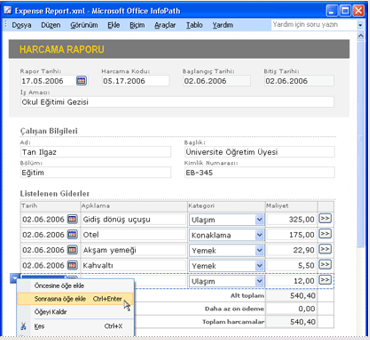 Expense Report.xml - Microsoft Office InfoPath
Dosya Düzen Görünüm Ekle Biçim Araçlar Tablo Yardım Yardım için soru yazın
HARCAMA RAPORU
Rapor Tarihi: Harcama Kodu: Başlangıç Tarihi: Bitiş Tarihi:
17.05.2006 05.17.2006 02.06.2006 02.06.2006
İş Amacı:
Okul Eğitimi Gezisi
Çalışan Bilgileri
Adı: Başlık:
Tan Ilgaz Üniversite Öğretim Üyesi
Bölümü: Kimlik Numarası:
Eğitim EB-345
Listelenen Giderler
Tarih Açıklama Kategori Maliyet
02.06.2006 Gidiş dönüş uçuşu Ulaşım 325,00 >>
02.06.2006 Otel Konaklama 175,00 >>
02.06.2006 Akşam yemeği Yemek 22,90 >>
02.06.2006 Kahvaltı Yemek 5,50 >>
Ulaşım 12,00 >>
Öncesine öğe ekle
Alt toplam 540,40
Sonrasına öğe ekle Ctrl+Enter
Daha az ön ödeme 0,00
Öğeyi Kaldır
Toplam harcamalar 540,40
Kes Ctrl+X